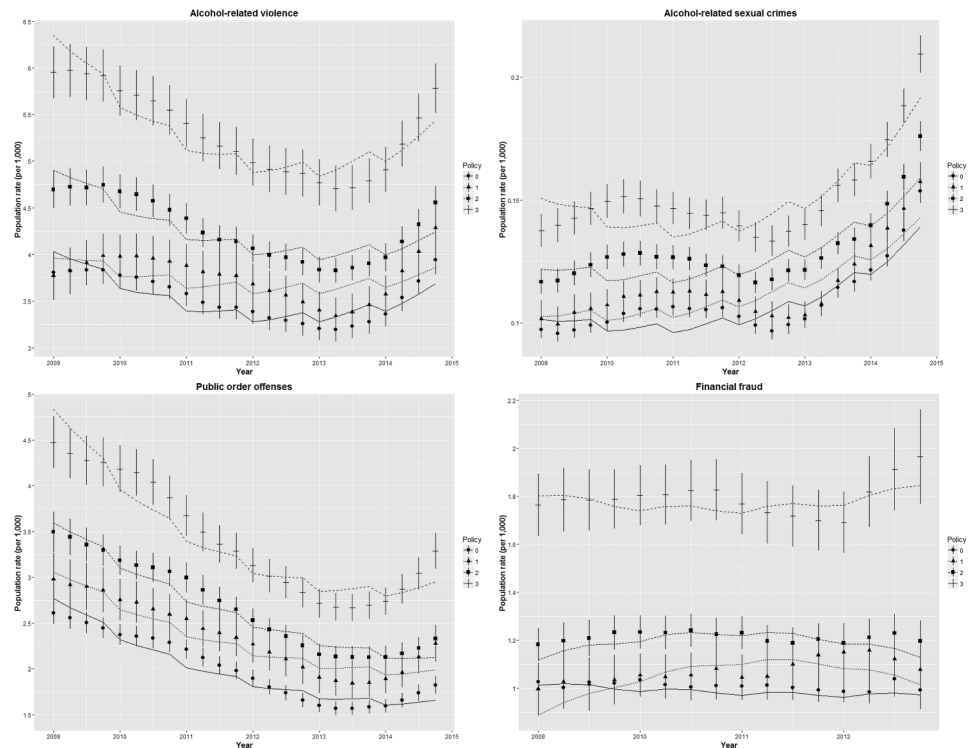 Alcohol-related violence
Population rate (per 1,000)
6.5
6
5.5
5
4.5
4
3.5
3
2009 2010 2011 2012 2013 2014 2015
Year
Policy
0
1
2
3
Alcohol-related sexual crimes
Population rate (per 1,000)
0.2
0.15
0.1
2009 2010 2011 2012 2013 2014 2015
Year
Policy
0
1
2
3
Public order offenses
Population rate (per 1,000)
5
4.5
4
3.5
3
2.5
2
1.5
2009 2010 2011 2012 2013 2014 2015
Year
Policy
0
1
2
3
Financial fraud
Population rate (per 1,000)
2.2
2
1.8
1.6
1.4
1.2
1
2009 2010 2011 2012
Year
Policy
0
1
2
3